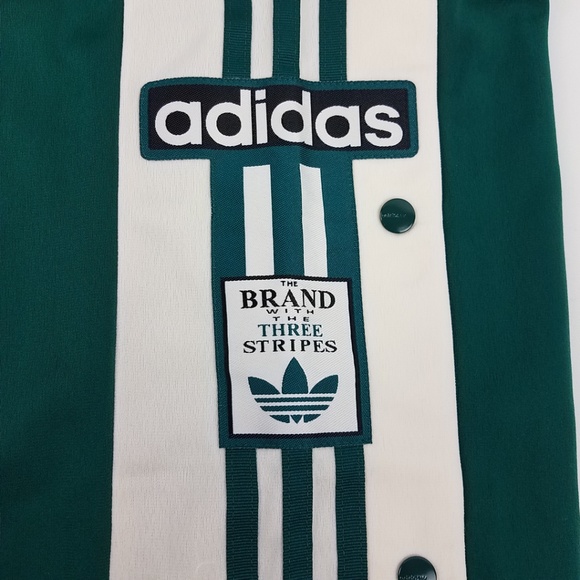 adidas
THE
BRAND
WITH
THE
THREE
STRIPES